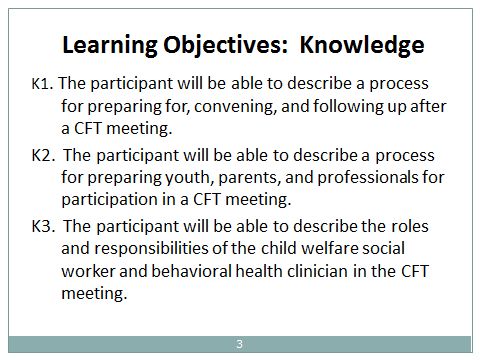 Learning Objectives:  Knowledge
K1. The participant will be able to describe a process
for preparing for, convening, and following up after
a CFT meeting.
K2.  The participant will be able to describe a process
for preparing youth, parents, and professionals for
participation in a CFT meeting.
K3.  The participant will be able to describe the roles
and responsibilities of the child welfare social
worker and behavioral health clinician in the CFT
meeting.
3